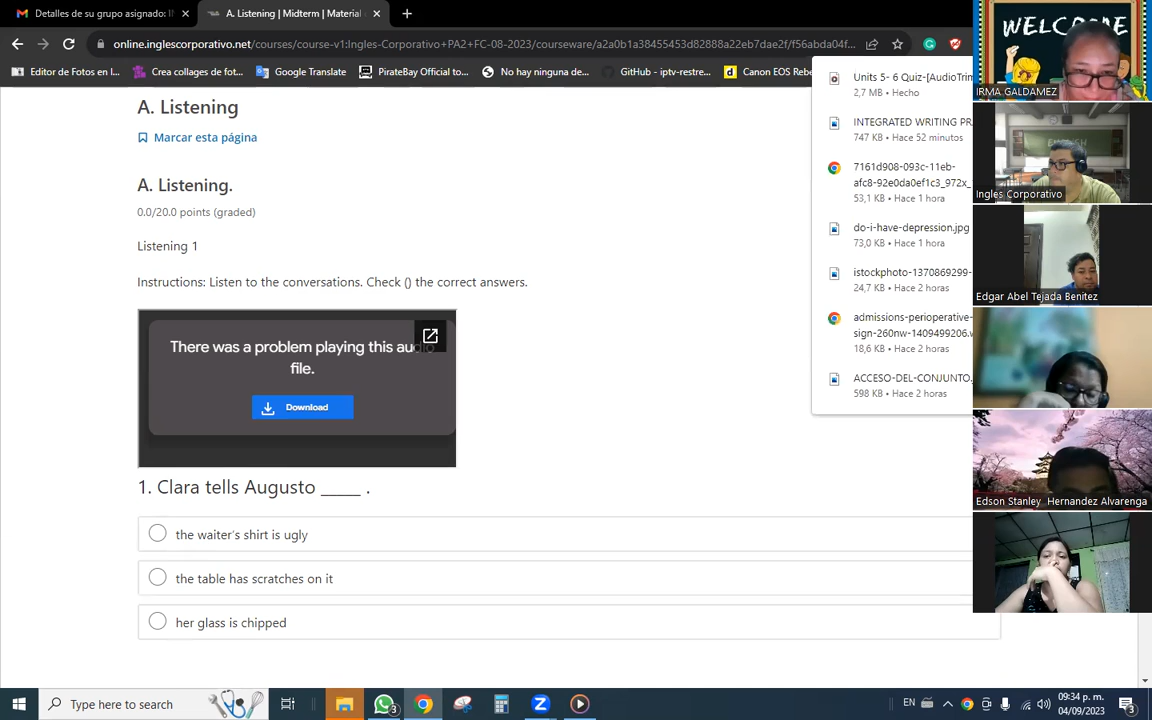 Detalles de su grupo asignado: I
A. Listening | Midterm | Material
online.inglescorporativo.net/courses/course-v1:Ingles-Corporativo+PA2+FC-08-2023/courseware/a2a0b1a38455453d82888a22eb7dae2f/f56abda04f...
Editor de Fotos en l...
Crea collages de fot...
Google Translate
PirateBay Official to...
No hay ninguna de...
GitHub - iptv-restre...
Canon EOS Rebe
A. Listening
Marcar esta página
A. Listening.
0.0/20.0 points (graded)
Listening 1
Instructions: Listen to the conversations. Check () the correct answers.
There was a problem playing this audio
file.
Download
1. Clara tells Augusto _____ .
the waiter's shirt is ugly
the table has scratches on it
her glass is chipped
Units 5- 6 Quiz-[AudioTrim
2,7 MB • Hecho
INTEGRATED WRITING PR
747 KB • Hace 52 minutos
7161d908-093c-11eb-
afc8-92e0da0ef1c3_972x_
53,1 KB • Hace 1 hora
do-i-have-depression.jpg
73,0 KB • Hace 1 hora
istockphoto-1370869299-
24,7 KB • Hace 2 horas
admissions-perioperative-
sign-260nw-1409499206.w
18,6 KB • Hace 2 horas
ACCESO-DEL-CONJUNTO.
598 KB • Hace 2 horas
WELCOME
IRMA GALDAMEZ
ENGLISH
Ingles Corporativo
Edgar Abel Tejada Benitez
Edson Stanley Hernandez Alvarenga
Type here to search
3
EN
09:34 p. m.
04/09/2023
3